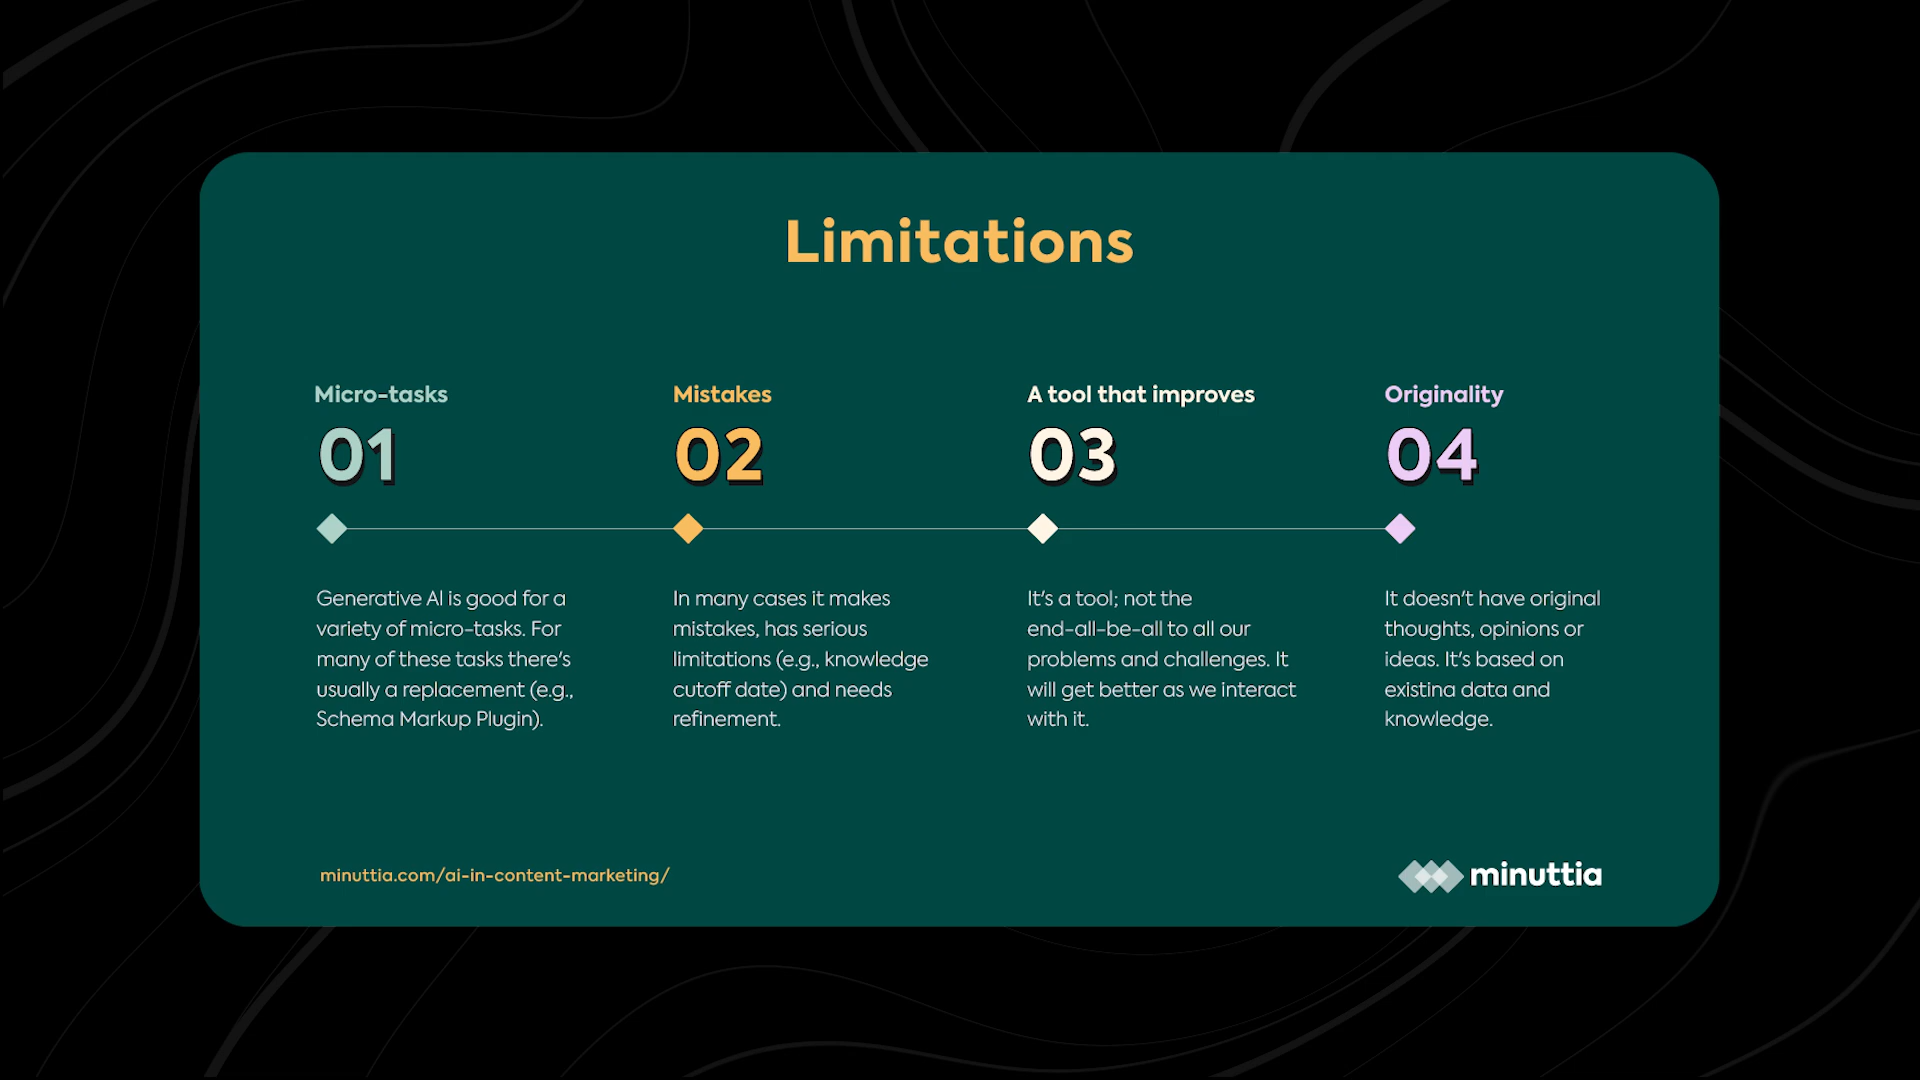 Limitations
Micro-tasks
01
Generative AI is good for a
variety of micro-tasks. For
many of these tasks there's
usually a replacement (e.g.,
Schema Markup Plugin).
Mistakes
02
In many cases it makes
mistakes, has serious
limitations (e.g., knowledge
cutoff date) and needs
refinement.
A tool that improves
03
It's a tool; not the
end-all-be-all to all our
problems and challenges. It
will get better as we interact
with it.
Originality
04
It doesn't have original
thoughts, opinions or
ideas. It's based on
existina data and
knowledge.
minuttia.com/ai-in-content-marketing/
minuttia